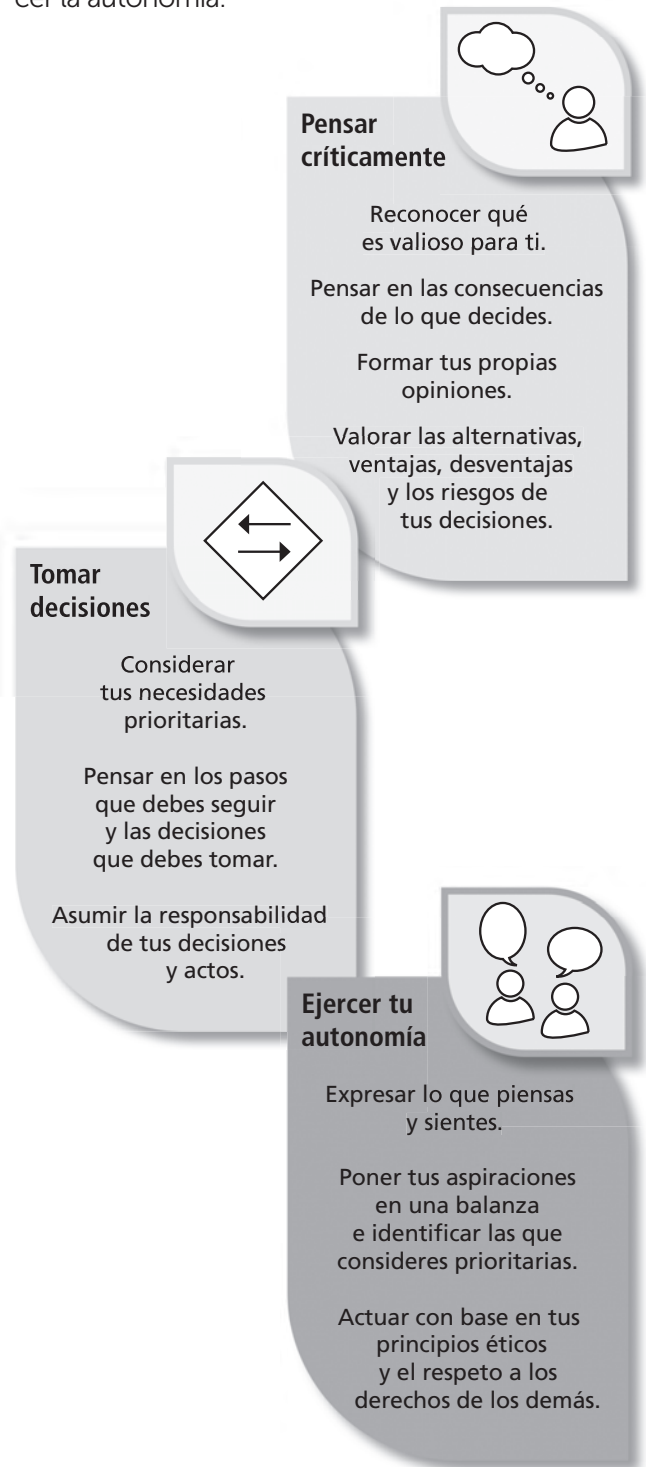 cer la autonomía.
Pensar
críticamente
Reconocer qué
es valioso para ti.
Pensar en las consecuencias
de lo que decides.
Formar tus propias
opiniones.
Valorar las alternativas,
ventajas, desventajas
y los riesgos de
tus decisiones.
Tomar
decisiones
Considerar
tus necesidades
prioritarias.
Pensar en los pasos
que debes seguir
y las decisiones
que debes tomar.
Asumir la responsabilidad
de tus decisiones
y actos.
Ejercer tu
autonomía
Expresar lo que piensas
y sientes.
Poner tus aspiraciones
en una balanza
e identificar las que
consideres prioritarias.
Actuar con base en tus
principios éticos
y el respeto a los
derechos de los demás.